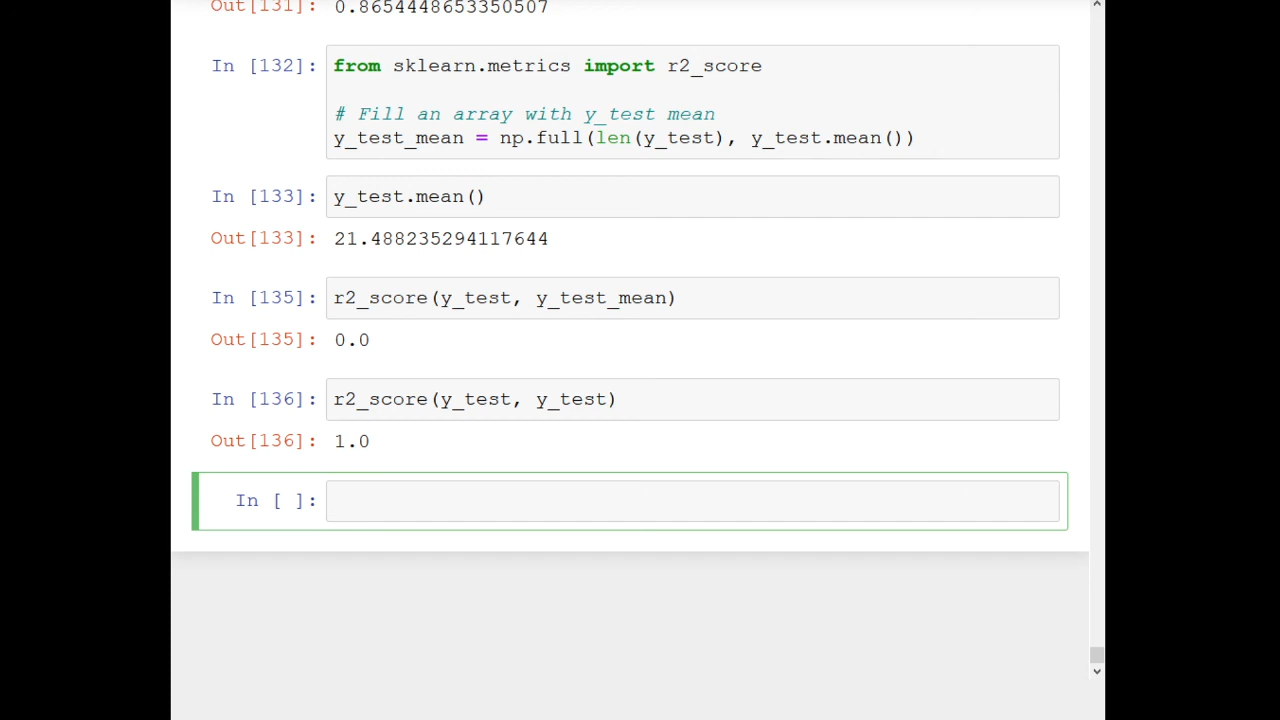 Out[131]: 0.8654448653350507
In [132]: from sklearn.metrics import r2_score
# Fill an array with y_test mean
y_test_mean = np.full(len(y_test), y_test.mean())
In [133]: y_test.mean()
Out[133]: 21.488235294117644
In [135]: r2_score(y_test, y_test_mean)
Out[135]: 0.0
In [136]: r2_score(y_test, y_test)
Out[136]: 1.0
In [ ]: